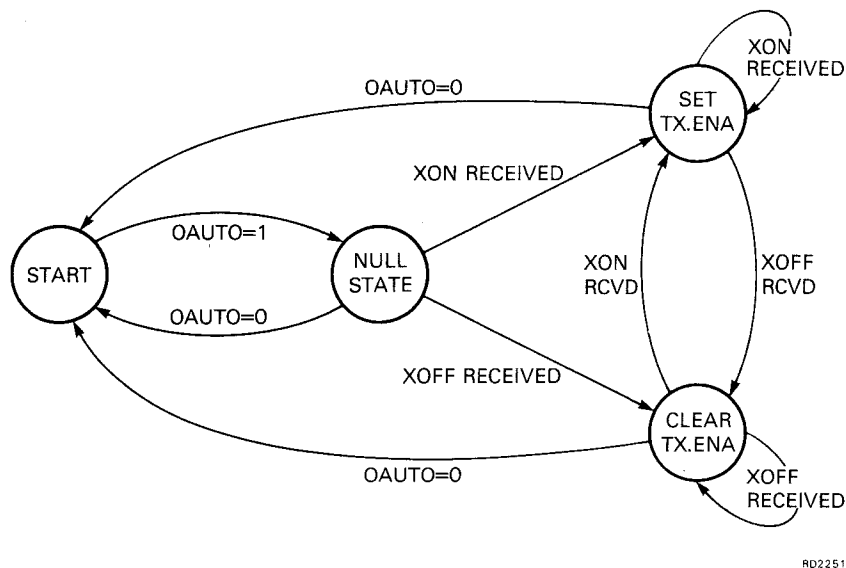 XON
RECEIVED
OAUTO=0
SET
TX.ENA
XON RECEIVED
OAUTO=1
START
NULL
STATE
XON
RCVD
XOFF
RCVD
OAUTO=0
XOFF RECEIVED
CLEAR
TX.ENA
OAUTO=0
XOFF
RECEIVED
RD2251